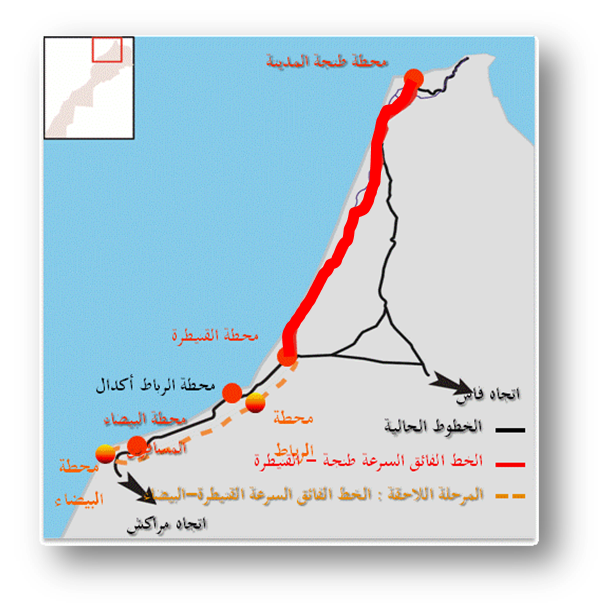 محطة طنجة المدينة
محطة القنيطرة
محطة الرباط أكدال
محطة البيضاء
المسافرين
محطة
الرباط
محطة
البيضاء
اتجاه فاس
الخطوط الحالية
الخط الفائق السرعة طنجة – القنيطرة
المرحلة اللاحقة : الخط الفائق السرعة القنيطرة–البيضاء
اتجاه مراكش